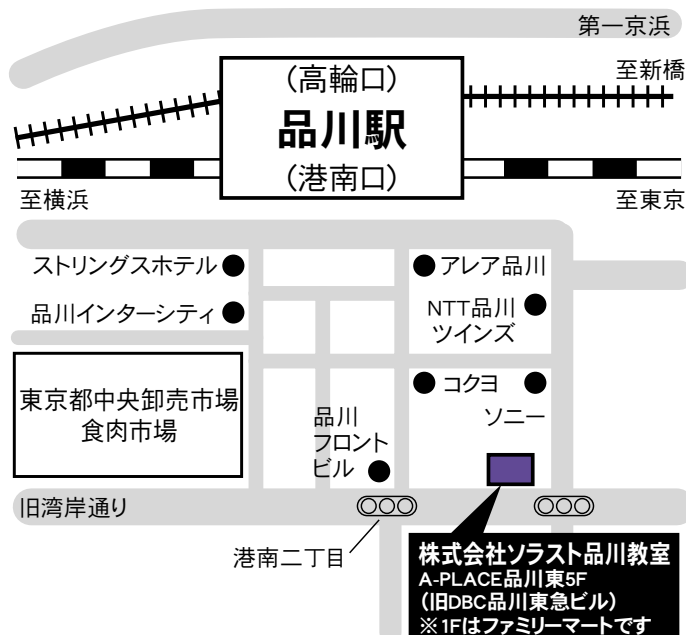 第一京浜
至新橋
(高輪口)
品川駅
(港南口)
至横浜
至東京
ストリングスホテル
アレア品川
品川インターシティ
NTT品川
ツインズ
東京都中央卸売市場
食肉市場
コクヨ
ソニー
品川
フロント
ビル
旧湾岸通り
港南二丁目
株式会社ソラスト品川教室
A-PLACE品川東5F
(旧DBC品川東急ビル)
※1Fはファミリーマートです